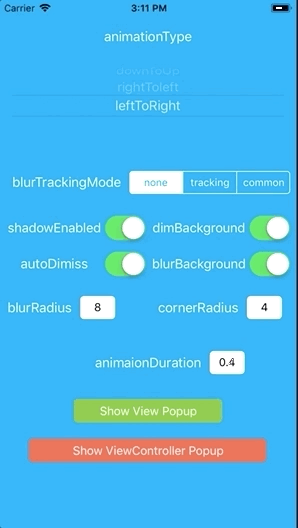 Carrier 3:11 PM
animationType
downToUp
rightToleft
leftToRight
blurTrackingMode none tracking common
shadowEnabled dimBackground
autoDimiss blurBackground
blurRadius 8 cornerRadius 4
animaionDuration 0.4
Show View Popup
Show ViewController Popup